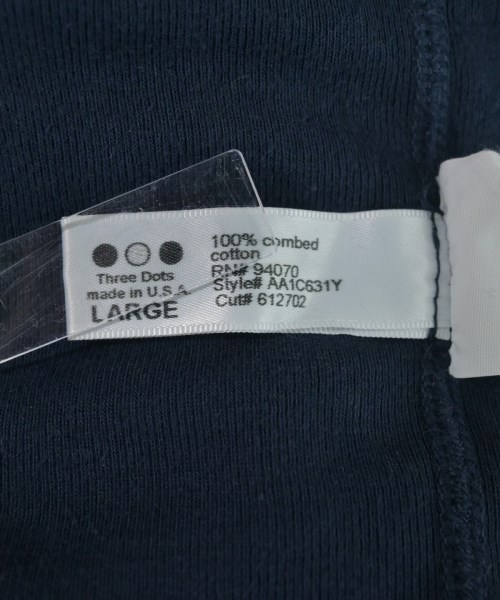 Three Dots
made in U.S.A.
LARGE
100% combed
cotton
RN# 94070
Style# AA1C631Y
Cut# 612702